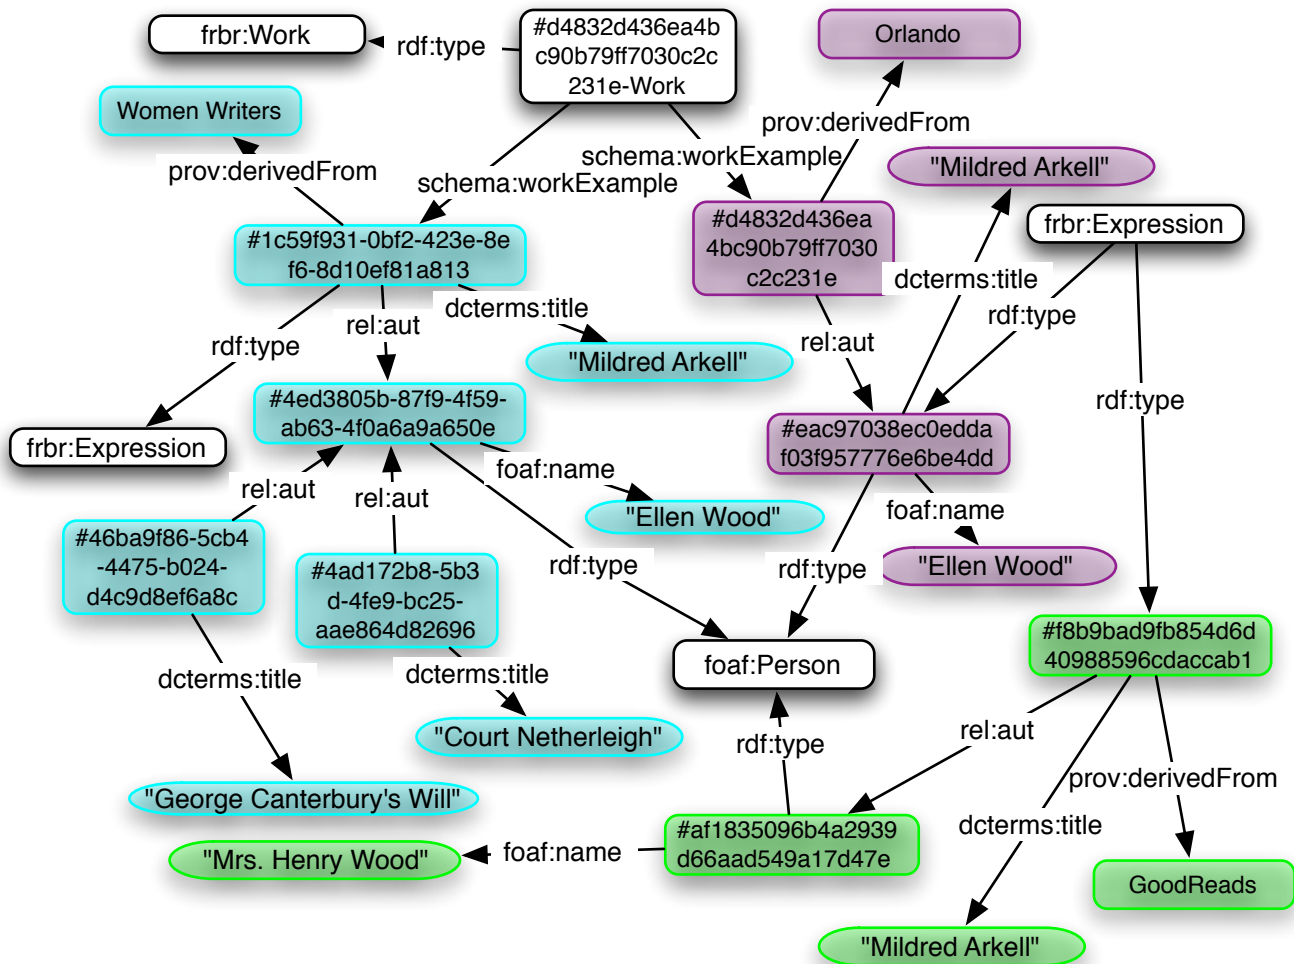 frbr:Work
rdf:type
#d4832d436ea4b
c90b79ff7030c2c
231e-Work
Orlando
Women Writers
prov:derivedFrom
prov:derivedFrom
schema:workExample
schema:workExample
"Mildred Arkell"
#1c59f931-0bf2-423e-8e
f6-8d10ef81a813
#d4832d436ea
4bc90b79ff7030
c2c231e
frbr:Expression
dcterms:title
rdf:type
rdf:type
rel:aut
dcterms:title
"Mildred Arkell"
rel:aut
rdf:type
#4ed3805b-87f9-4f59-
ab63-4f0a6a9a650e
frbr:Expression
#eac97038ec0edda
f03f957776e6be4dd
rel:aut
rel:aut
foaf:name
"Ellen Wood"
foaf:name
"Ellen Wood"
#46ba9f86-5cb4
-4475-b024-
d4c9d8ef6a8c
#4ad172b8-5b3
d-4fe9-bc25-
aae864d82696
rdf:type
rdf:type
foaf:Person
#f8b9bad9fb854d6d
40988596cdaccab1
dcterms:title
dcterms:title
"Court Netherleigh"
rdf:type
rel:aut
prov:derivedFrom
dcterms:title
"George Canterbury's Will"
"Mrs. Henry Wood"
foaf:name
#af1835096b4a2939
d66aad549a17d47e
GoodReads
"Mildred Arkell"